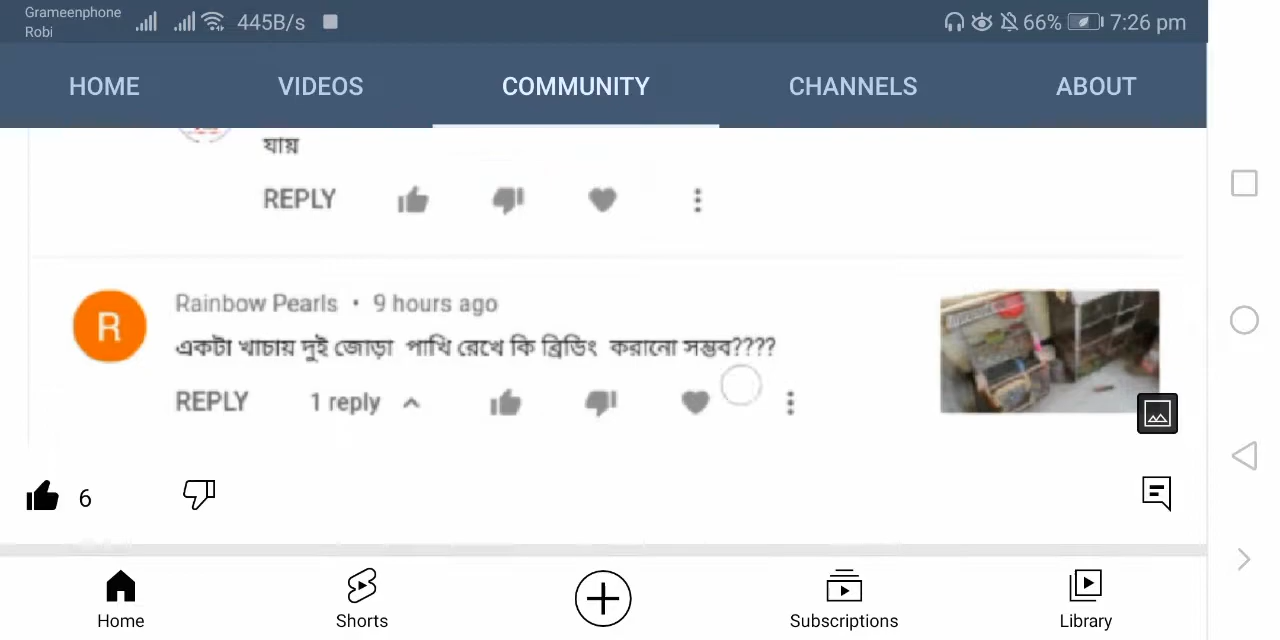 Grameenphone
Robi
445B/s
66%
7:26 pm
HOME
VIDEOS
COMMUNITY
CHANNELS
ABOUT
যায়
REPLY
R
Rainbow Pearls • 9 hours ago
একটা খাচায় দুই জোড়া পাখি রেখে কি ব্রিডিং করানো সম্ভব????
REPLY
1 reply
6
Home
Shorts
Subscriptions
Library